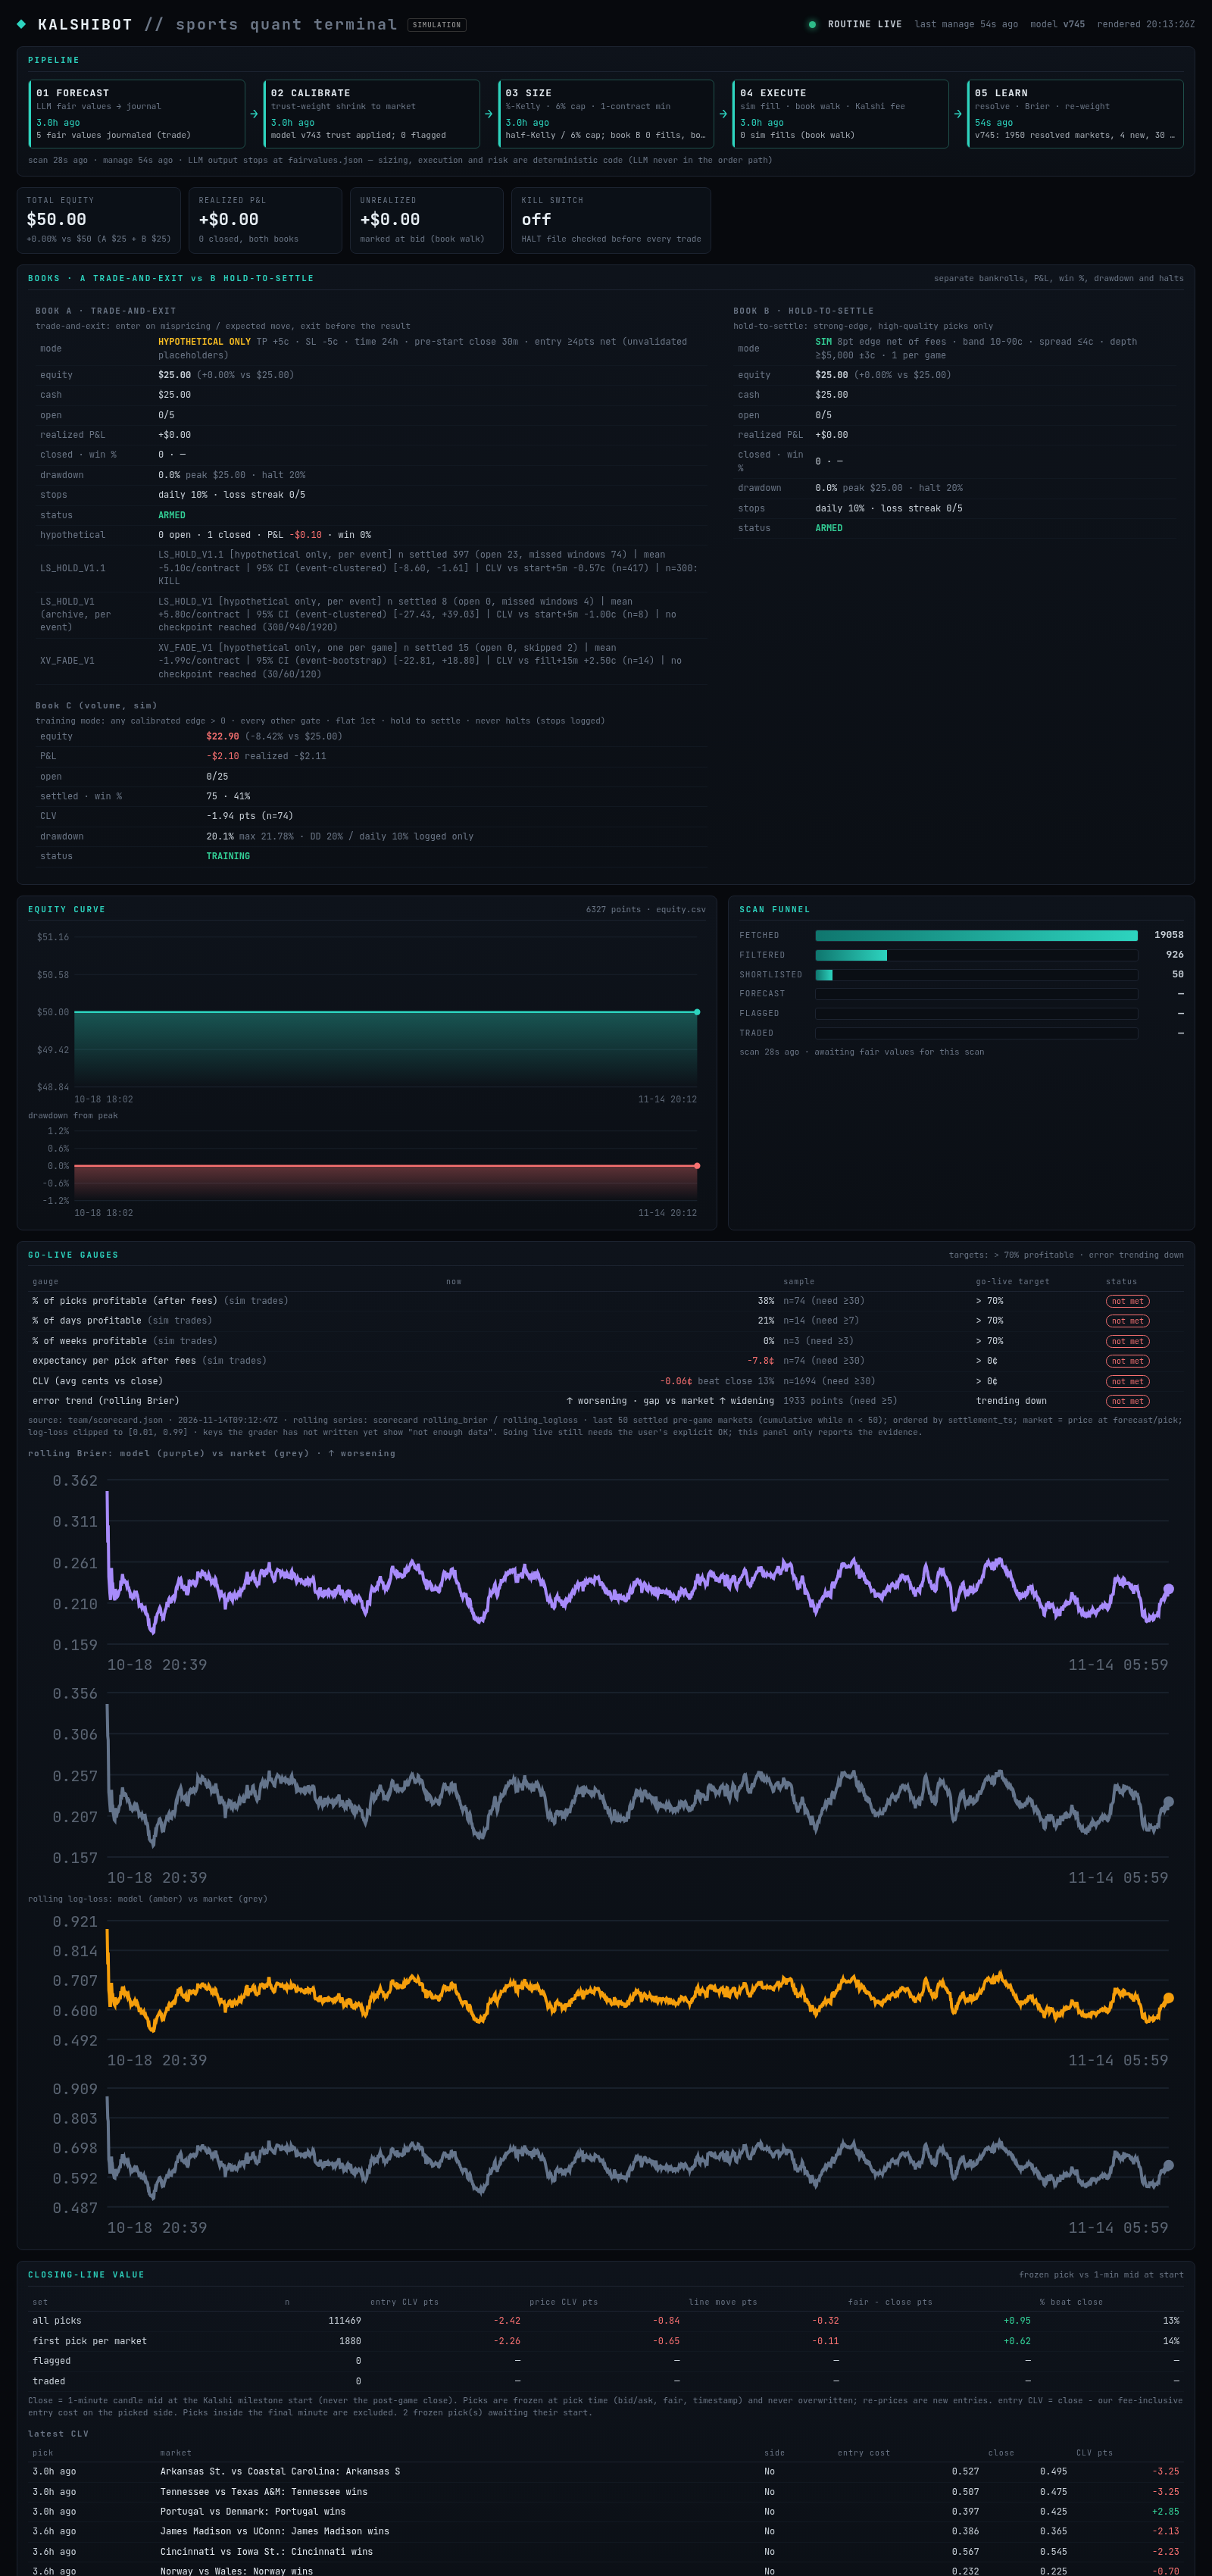 ◆ KALSHIBOT // sports quant terminal SIMULATION
ROUTINE LIVE last manage 54s ago model v745 rendered 20:13:26Z
PIPELINE
01 FORECAST
LLM fair values → journal
3.0h ago
5 fair values journaled (trade)
→
02 CALIBRATE
trust-weight shrink to market
3.0h ago
model v743 trust applied; 0 flagged
→
03 SIZE
½-Kelly · 6% cap · 1-contract min
3.0h ago
half-Kelly / 6% cap; book B 0 fills, bo…
→
04 EXECUTE
sim fill · book walk · Kalshi fee
3.0h ago
0 sim fills (book walk)
→
05 LEARN
resolve · Brier · re-weight
54s ago
v745: 1950 resolved markets, 4 new, 30 …
scan 28s ago · manage 54s ago · LLM output stops at fairvalues.json — sizing, execution and risk are deterministic code (LLM never in the order path)
TOTAL EQUITY
$50.00
+0.00% vs $50 (A $25 + B $25)
REALIZED P&L
+$0.00
0 closed, both books
UNREALIZED
+$0.00
marked at bid (book walk)
KILL SWITCH
off
HALT file checked before every trade
BOOKS · A TRADE-AND-EXIT vs B HOLD-TO-SETTLE
separate bankrolls, P&L, win %, drawdown and halts
BOOK A · TRADE-AND-EXIT
trade-and-exit: enter on mispricing / expected move, exit before the result
mode HYPOTHETICAL ONLY TP +5c · SL -5c · time 24h · pre-start close 30m · entry ≥4pts net (unvalidated
placeholders)
equity $25.00 (+0.00% vs $25.00)
cash $25.00
open 0/5
realized P&L +$0.00
closed · win % 0 · —
drawdown 0.0% peak $25.00 · halt 20%
stops daily 10% · loss streak 0/5
status ARMED
hypothetical 0 open · 1 closed · P&L -$0.10 · win 0%
LS_HOLD_V1.1 LS_HOLD_V1.1 [hypothetical only, per event] n settled 397 (open 23, missed windows 74) | mean
-5.10c/contract | 95% CI (event-clustered) [-8.60, -1.61] | CLV vs start+5m -0.57c (n=417) | n=300:
KILL
LS_HOLD_V1 (archive, per event)
LS_HOLD_V1 [hypothetical only, per event] n settled 8 (open 0, missed windows 4) | mean
+5.80c/contract | 95% CI (event-clustered) [-27.43, +39.03] | CLV vs start+5m -1.00c (n=8) | no
checkpoint reached (300/940/1920)
XV_FADE_V1 XV_FADE_V1 [hypothetical only, one per game] n settled 15 (open 0, skipped 2) | mean
-1.99c/contract | 95% CI (event-bootstrap) [-22.81, +18.80] | CLV vs fill+15m +2.50c (n=14) | no
checkpoint reached (30/60/120)
BOOK B · HOLD-TO-SETTLE
hold-to-settle: strong-edge, high-quality picks only
mode SIM 8pt edge net of fees · band 10-90c · spread ≤4c · depth
≥$5,000 ±3c · 1 per game
equity $25.00 (+0.00% vs $25.00)
cash $25.00
open 0/5
realized P&L +$0.00
closed · win % 0 · —
drawdown 0.0% peak $25.00 · halt 20%
stops daily 10% · loss streak 0/5
status ARMED
Book C (volume, sim)
training mode: any calibrated edge > 0 · every other gate · flat 1ct · hold to settle · never halts (stops logged)
equity $22.90 (-8.42% vs $25.00)
P&L -$2.10 realized -$2.11
open 0/25
settled · win % 75 · 41%
CLV -1.94 pts (n=74)
drawdown 20.1% max 21.78% · DD 20% / daily 10% logged only
status TRAINING
EQUITY CURVE
6327 points · equity.csv
$51.16
$50.58
$50.00
$49.42
$48.84
10-18 18:02 11-14 20:12
drawdown from peak
1.2%
0.6%
0.0%
-0.6%
-1.2%
10-18 18:02 11-14 20:12
SCAN FUNNEL
FETCHED 19058
FILTERED 926
SHORTLISTED 50
FORECAST —
FLAGGED —
TRADED —
scan 28s ago · awaiting fair values for this scan
GO-LIVE GAUGES
targets: > 70% profitable · error trending down
gauge now sample go-live target status
% of picks profitable (after fees) (sim trades) 38% n=74 (need ≥30) > 70% not met
% of days profitable (sim trades) 21% n=14 (need ≥7) > 70% not met
% of weeks profitable (sim trades) 0% n=3 (need ≥3) > 70% not met
expectancy per pick after fees (sim trades) -7.8¢ n=74 (need ≥30) > 0¢ not met
CLV (avg cents vs close) -0.06¢ beat close 13% n=1694 (need ≥30) > 0¢ not met
error trend (rolling Brier) ↑ worsening · gap vs market ↑ widening 1933 points (need ≥5) trending down not met
source: team/scorecard.json · 2026-11-14T09:12:47Z · rolling series: scorecard rolling_brier / rolling_logloss · last 50 settled pre-game markets (cumulative while n < 50); ordered by settlement_ts; market = price at forecast/pick;
log-loss clipped to [0.01, 0.99] · keys the grader has not written yet show "not enough data". Going live still needs the user's explicit OK; this panel only reports the evidence.
rolling Brier: model (purple) vs market (grey) · ↑ worsening
0.362
0.311
0.261
0.210
0.159
10-18 20:39 11-14 05:59
0.356
0.306
0.257
0.207
0.157
10-18 20:39 11-14 05:59
rolling log-loss: model (amber) vs market (grey)
0.921
0.814
0.707
0.600
0.492
10-18 20:39 11-14 05:59
0.909
0.803
0.698
0.592
0.487
10-18 20:39 11-14 05:59
CLOSING-LINE VALUE
frozen pick vs 1-min mid at start
set n entry CLV pts price CLV pts line move pts fair - close pts % beat close
all picks 111469 -2.42 -0.84 -0.32 +0.95 13%
first pick per market 1880 -2.26 -0.65 -0.11 +0.62 14%
flagged 0 — — — — —
traded 0 — — — — —
Close = 1-minute candle mid at the Kalshi milestone start (never the post-game close). Picks are frozen at pick time (bid/ask, fair, timestamp) and never overwritten; re-prices are new entries. entry CLV = close - our fee-inclusive
entry cost on the picked side. Picks inside the final minute are excluded. 2 frozen pick(s) awaiting their start.
latest CLV
pick market side entry cost close CLV pts
3.0h ago Arkansas St. vs Coastal Carolina: Arkansas S No 0.527 0.495 -3.25
3.0h ago Tennessee vs Texas A&M: Tennessee wins No 0.507 0.475 -3.25
3.0h ago Portugal vs Denmark: Portugal wins No 0.397 0.425 +2.85
3.6h ago James Madison vs UConn: James Madison wins No 0.386 0.365 -2.13
3.6h ago Cincinnati vs Iowa St.: Cincinnati wins No 0.567 0.545 -2.23
3.6h ago Norway vs Wales: Norway wins No 0.232 0.225 -0.70